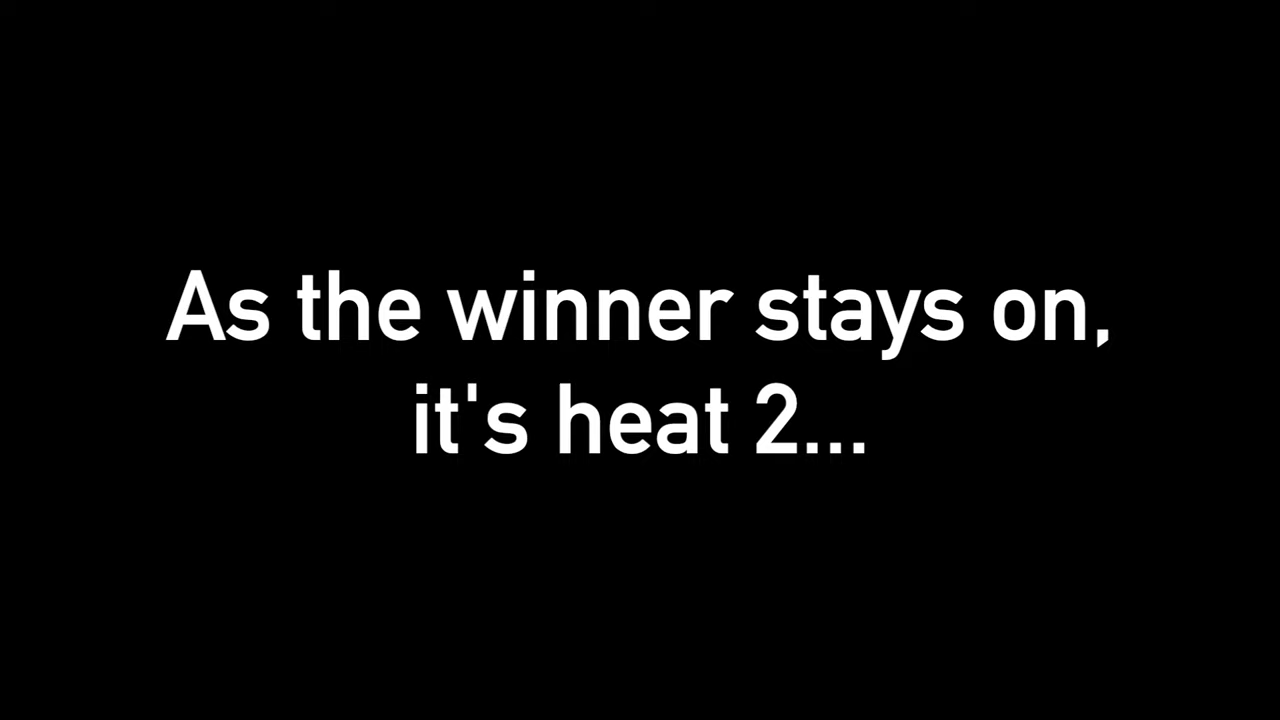 As the winner stays on,
it's heat 2...